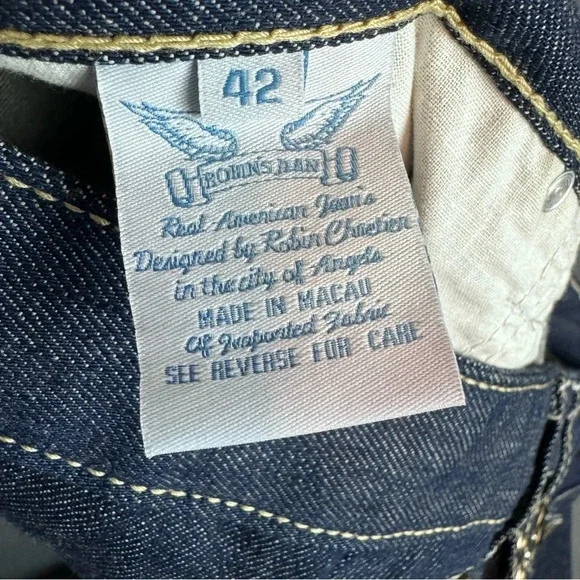 42
ROBIN'S JEAN
Real American Jean's
Designed by Robin Chretien
in the city of Angels
MADE IN MACAU
Of Imported Fabric
SEE REVERSE FOR CARE